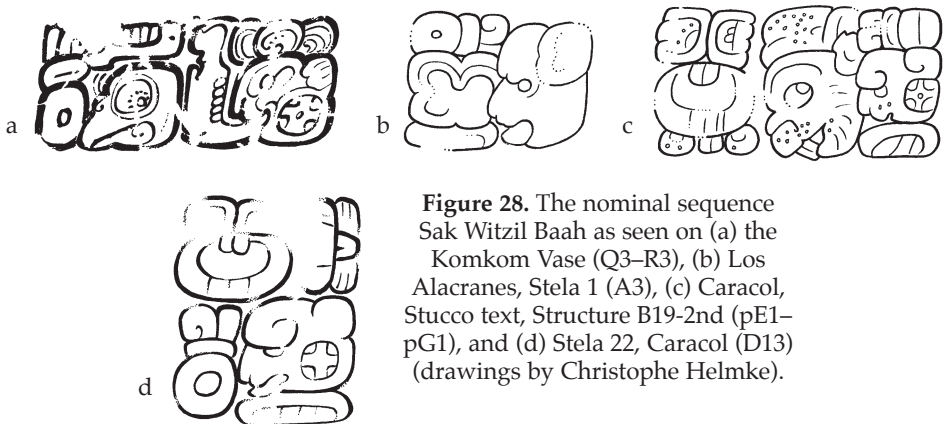 a
b
c
d
Figure 28. The nominal sequence
Sak Witzil Baah as seen on (a) the
Komkom Vase (Q3–R3), (b) Los
Alacranes, Stela 1 (A3), (c) Caracol,
Stucco text, Structure B19-2nd (pE1–
pG1), and (d) Stela 22, Caracol (D13)
(drawings by Christophe Helmke).